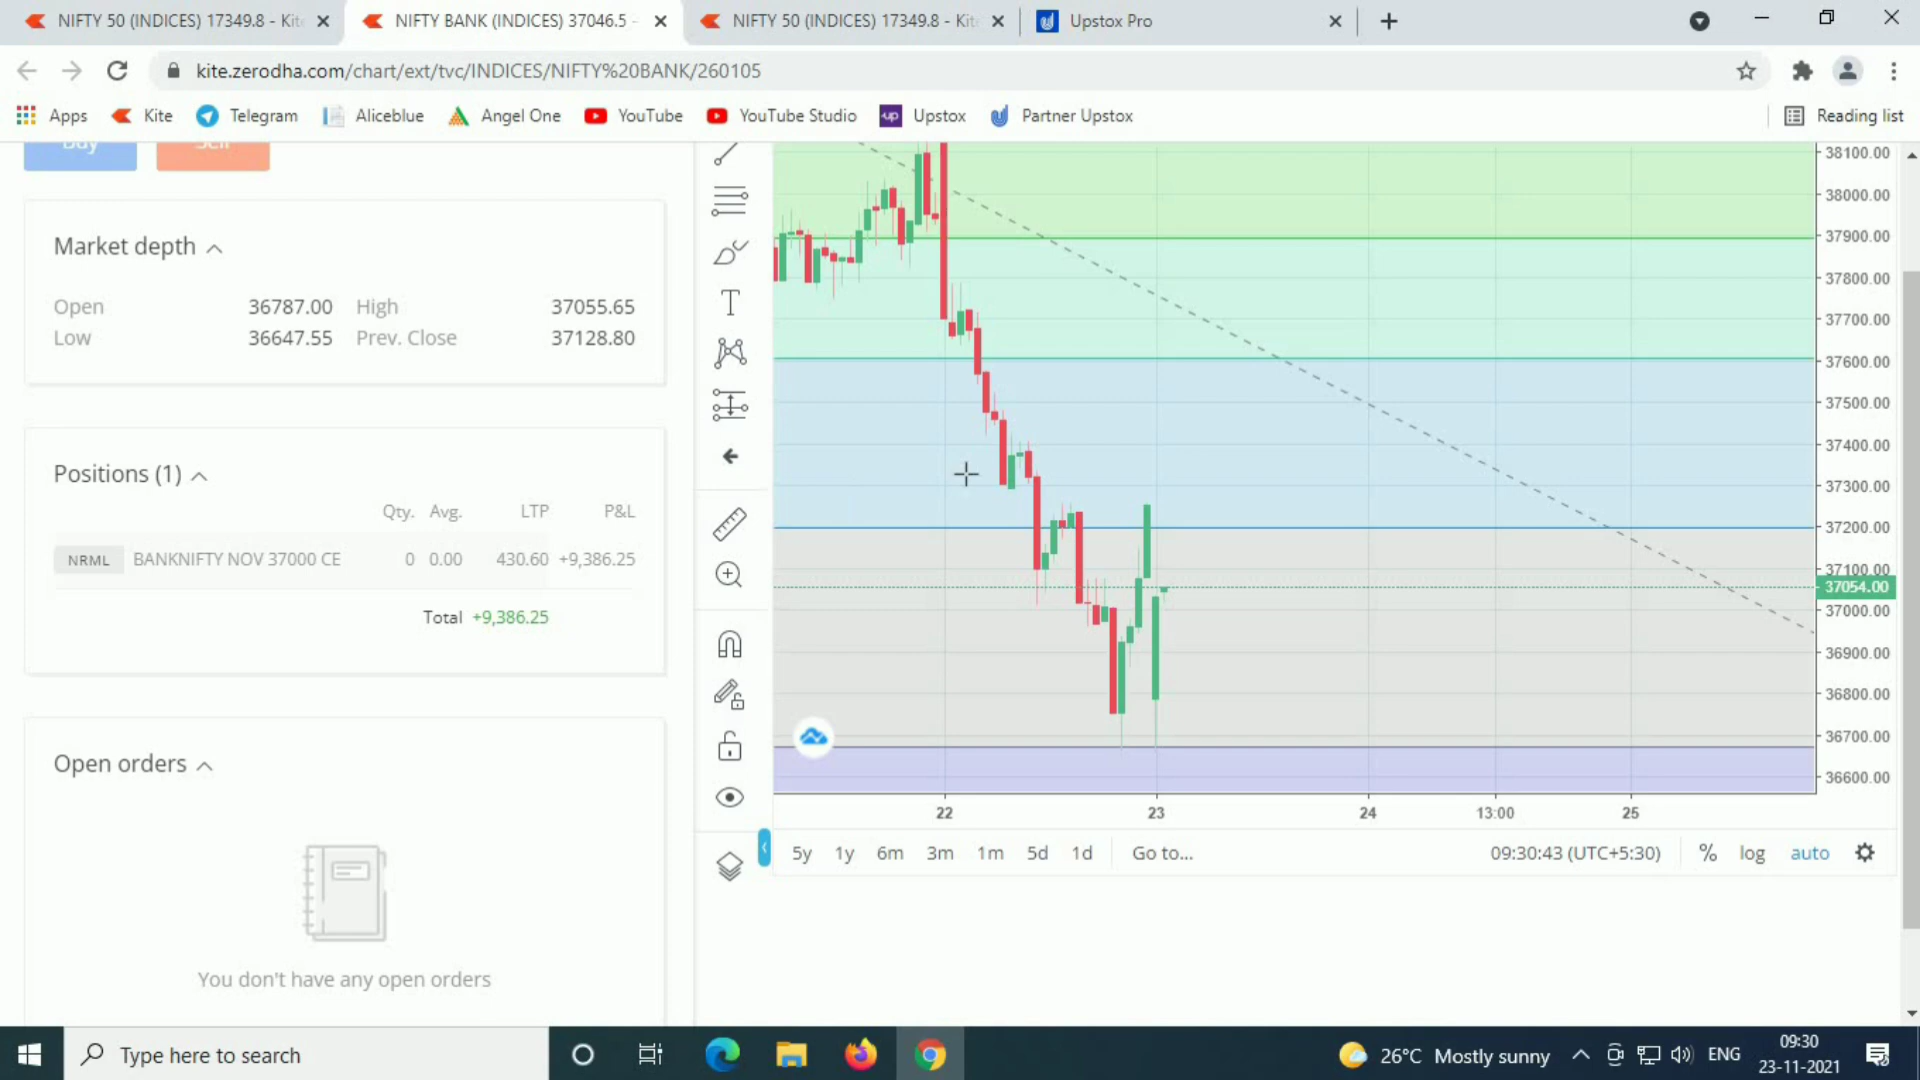 NIFTY 50 (INDICES) 17349.8 - Kit
NIFTY BANK (INDICES) 37046.5 -
NIFTY 50 (INDICES) 17349.8 - Kit
Upstox Pro
kite.zerodha.com/chart/ext/tvc/INDICES/NIFTY%20BANK/260105
Apps
Kite
Telegram
Aliceblue
Angel One
YouTube
YouTube Studio
up
Upstox
Partner Upstox
Reading list
Buy
Sell
Market depth
Open 36787.00 High 37055.65
Low 36647.55 Prev. Close 37128.80
Positions (1)
Qty. Avg. LTP P&L
NRML BANKNIFTY NOV 37000 CE 0 0.00 430.60 +9,386.25
Total +9,386.25
Open orders
You don't have any open orders
T
38100.00
38000.00
37900.00
37800.00
37700.00
37600.00
37500.00
37400.00
37300.00
37200.00
37100.00
37054.00
37000.00
36900.00
36800.00
36700.00
36600.00
22 23 24 13:00 25
5y 1y 6m 3m 1m 5d 1d Go to... 09:30:43 (UTC+5:30) % log auto
Type here to search
26°C Mostly sunny
ENG
09:30
23-11-2021